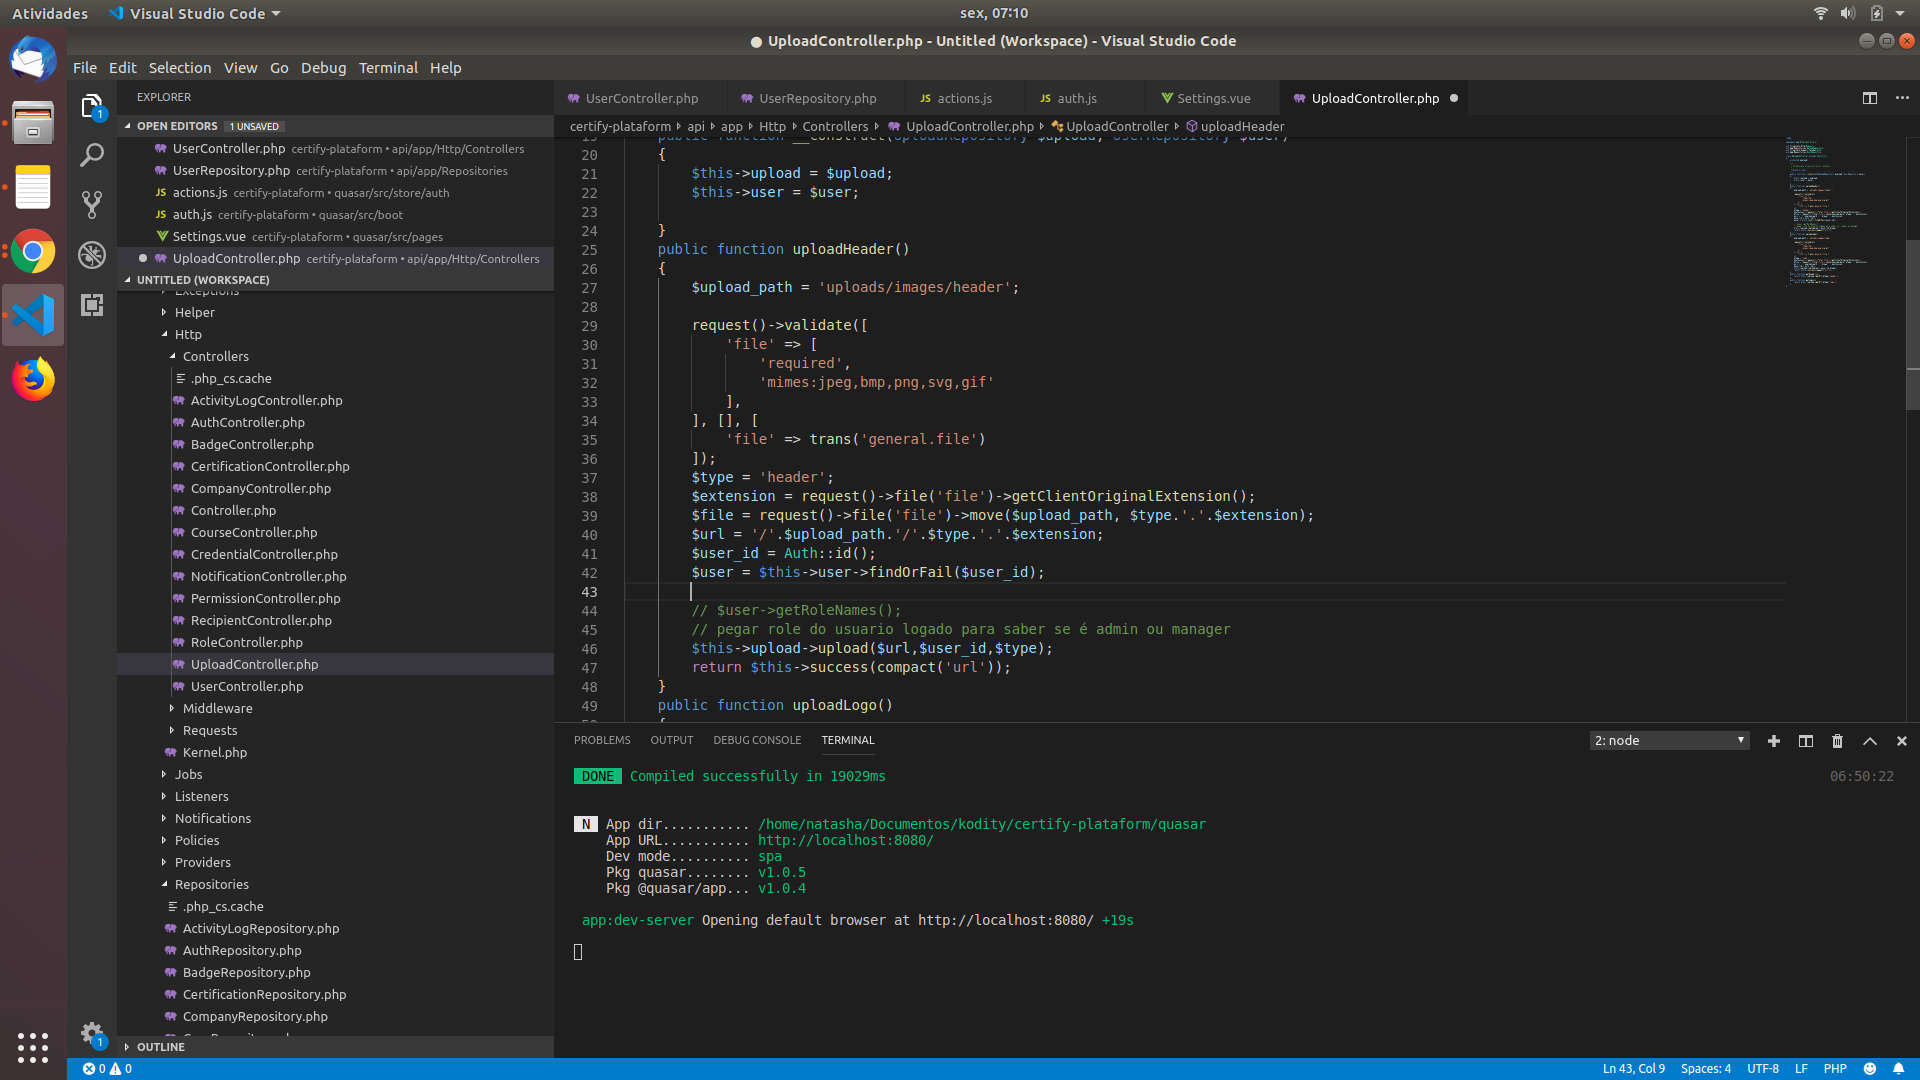 Atividades
Visual Studio Code
sex, 07:10
● UploadController.php - Untitled (Workspace) - Visual Studio Code
File Edit Selection View Go Debug Terminal Help
EXPLORER
OPEN EDITORS 1 UNSAVED
UserController.php certify-plataform • api/app/Http/Controllers
UserRepository.php certify-plataform • api/app/Repositories
JS actions.js certify-plataform • quasar/src/store/auth
JS auth.js certify-plataform • quasar/src/boot
Settings.vue certify-plataform • quasar/src/pages
UploadController.php certify-plataform • api/app/Http/Controllers
UNTITLED (WORKSPACE)
Exceptions
Helper
Http
Controllers
.php_cs.cache
ActivityLogController.php
AuthController.php
BadgeController.php
CertificationController.php
CompanyController.php
Controller.php
CourseController.php
CredentialController.php
NotificationController.php
PermissionController.php
RecipientController.php
RoleController.php
UploadController.php
UserController.php
Middleware
Requests
Kernel.php
Jobs
Listeners
Notifications
Policies
Providers
Repositories
.php_cs.cache
ActivityLogRepository.php
AuthRepository.php
BadgeRepository.php
CertificationRepository.php
CompanyRepository.php
OUTLINE
1
1
UserController.php
UserRepository.php
JS actions.js
JS auth.js
Settings.vue
UploadController.php ●
certify-plataform api app Http Controllers UploadController.php UploadController uploadHeader
19 public function __construct(UploadRepository $upload, UserRepository $user)
20 {
21 $this->upload = $upload;
22 $this->user = $user;
23
24 }
25 public function uploadHeader()
26 {
27 $upload_path = 'uploads/images/header';
28
29 request()->validate([
30 'file' => [
31 'required',
32 'mimes:jpeg,bmp,png,svg,gif'
33 ],
34 ], [], [
35 'file' => trans('general.file')
36 ]);
37 $type = 'header';
38 $extension = request()->file('file')->getClientOriginalExtension();
39 $file = request()->file('file')->move($upload_path, $type.'.'.$extension);
40 $url = '/'.$upload_path.'/'.$type.'.'.$extension;
41 $user_id = Auth::id();
42 $user = $this->user->findOrFail($user_id);
43
44 // $user->getRoleNames();
45 // pegar role do usuario logado para saber se é admin ou manager
46 $this->upload->upload($url,$user_id,$type);
47 return $this->success(compact('url'));
48 }
49 public function uploadLogo()
50 {
PROBLEMS OUTPUT DEBUG CONSOLE TERMINAL
2: node
DONE Compiled successfully in 19029ms 06:50:22
N App dir........... /home/natasha/Documentos/kodity/certify-plataform/quasar
App URL........... http://localhost:8080/
Dev mode.......... spa
Pkg quasar........ v1.0.5
Pkg @quasar/app... v1.0.4
app:dev-server Opening default browser at http://localhost:8080/ +19s
0 0
Ln 43, Col 9 Spaces: 4 UTF-8 LF PHP